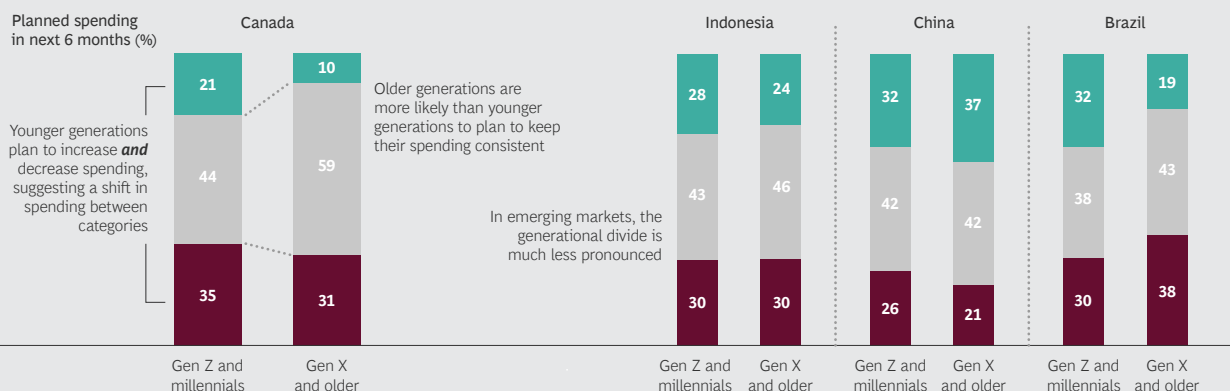 Planned spending
in next 6 months (%)
Canada
Indonesia
China
Brazil
21
44
35
10
59
31
Younger generations
plan to increase and
decrease spending,
suggesting a shift in
spending between
categories
Older generations are
more likely than younger
generations to plan to keep
their spending consistent
In emerging markets, the
generational divide is
much less pronounced
28
43
30
24
46
30
32
42
26
37
42
21
32
38
30
19
43
38
Gen Z and
millennials
Gen X
and older
Gen Z and
millennials
Gen X
and older
Gen Z and
millennials
Gen X
and older
Gen Z and
millennials
Gen X
and older